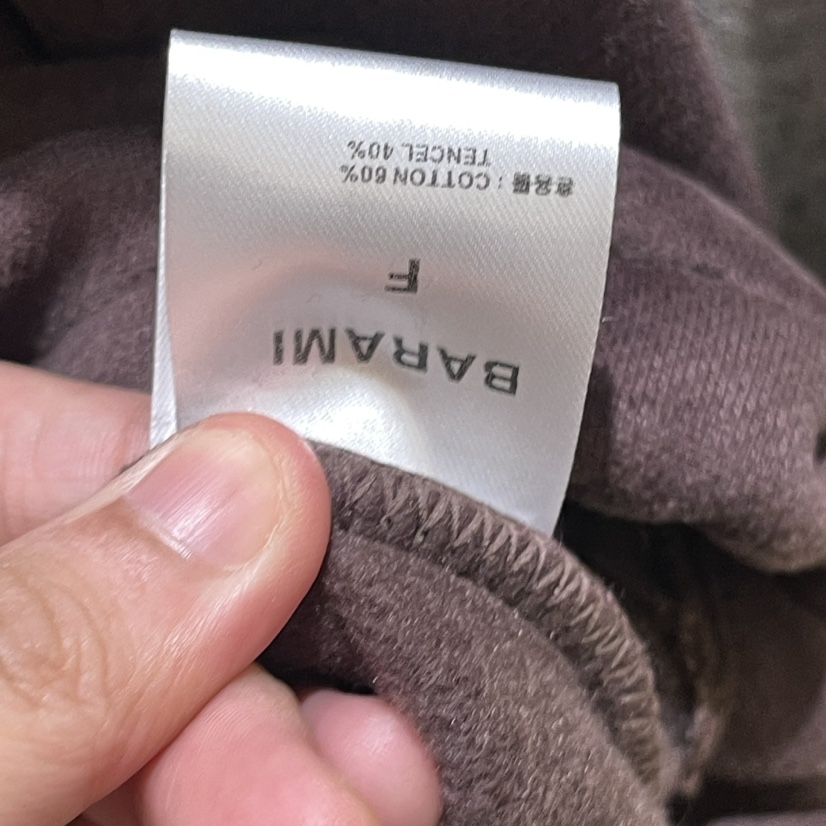 BARAMI
F
혼용률 : COTTON 60%
TENCEL 40%